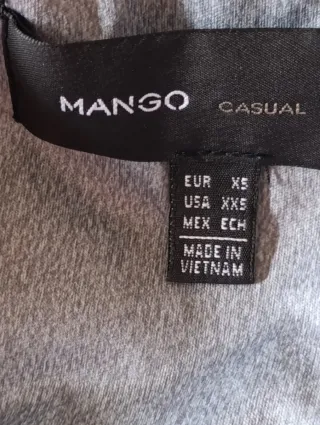 MANGO CASUAL
EUR XS
USA XXS
MEX ECH
MADE IN
VIETNAM